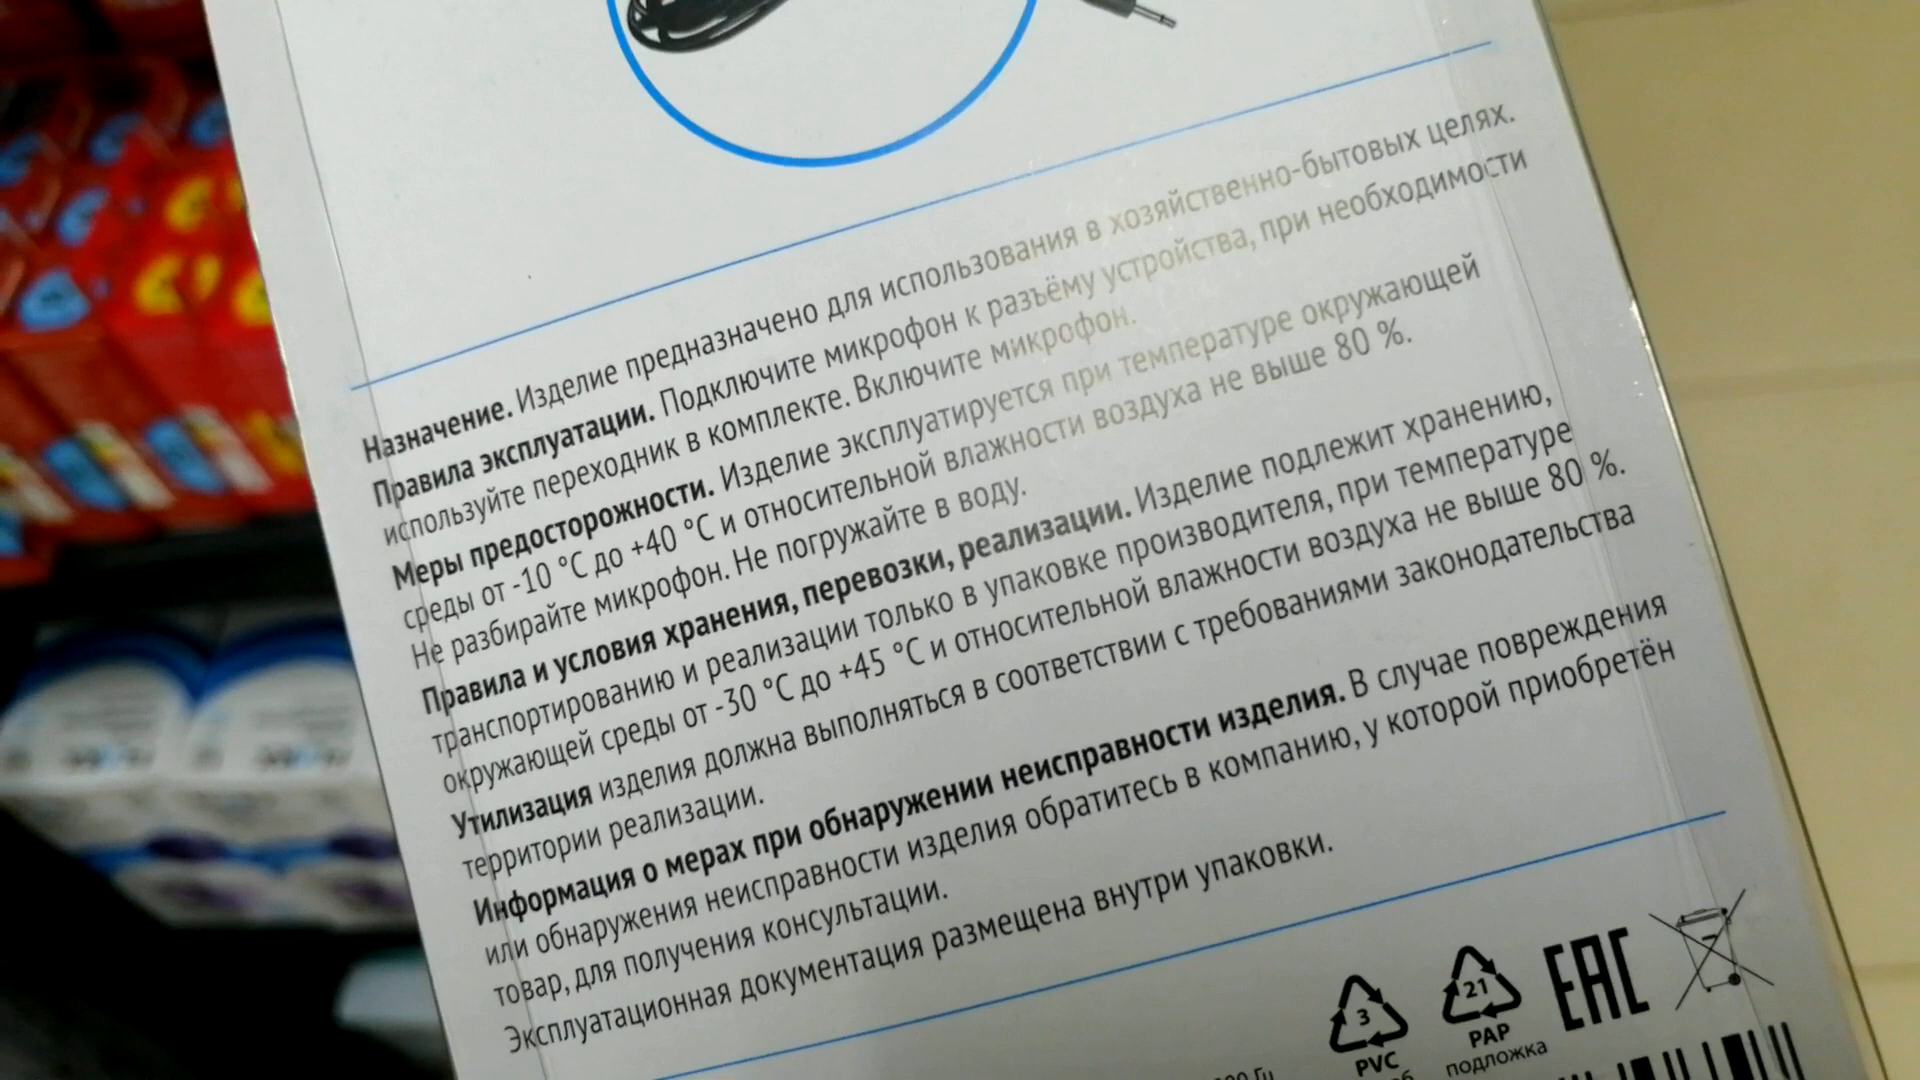 Назначение. Изделие предназначено для использования в хозяйственно-бытовых целях.
Правила эксплуатации. Подключите микрофон к разъёму устройства, при необходимости
используйте переходник в комплекте. Включите микрофон.
Меры предосторожности. Изделие эксплуатируется при температуре окружающей
среды от -10 °C до +40 °C и относительной влажности воздуха не выше 80 %.
Не разбирайте микрофон. Не погружайте в воду.
Правила и условия хранения, перевозки, реализации. Изделие подлежит хранению,
транспортированию и реализации только в упаковке производителя, при температуре
окружающей среды от -30 °C до +45 °C и относительной влажности воздуха не выше 80 %.
Утилизация изделия должна выполняться в соответствии с требованиями законодательства
территории реализации.
Информация о мерах при обнаружении неисправности изделия. В случае повреждения
или обнаружения неисправности изделия обратитесь в компанию, у которой приобретён
товар, для получения консультации.
Эксплуатационная документация размещена внутри упаковки.
3
PVC
21
PAP
подложка
EAC